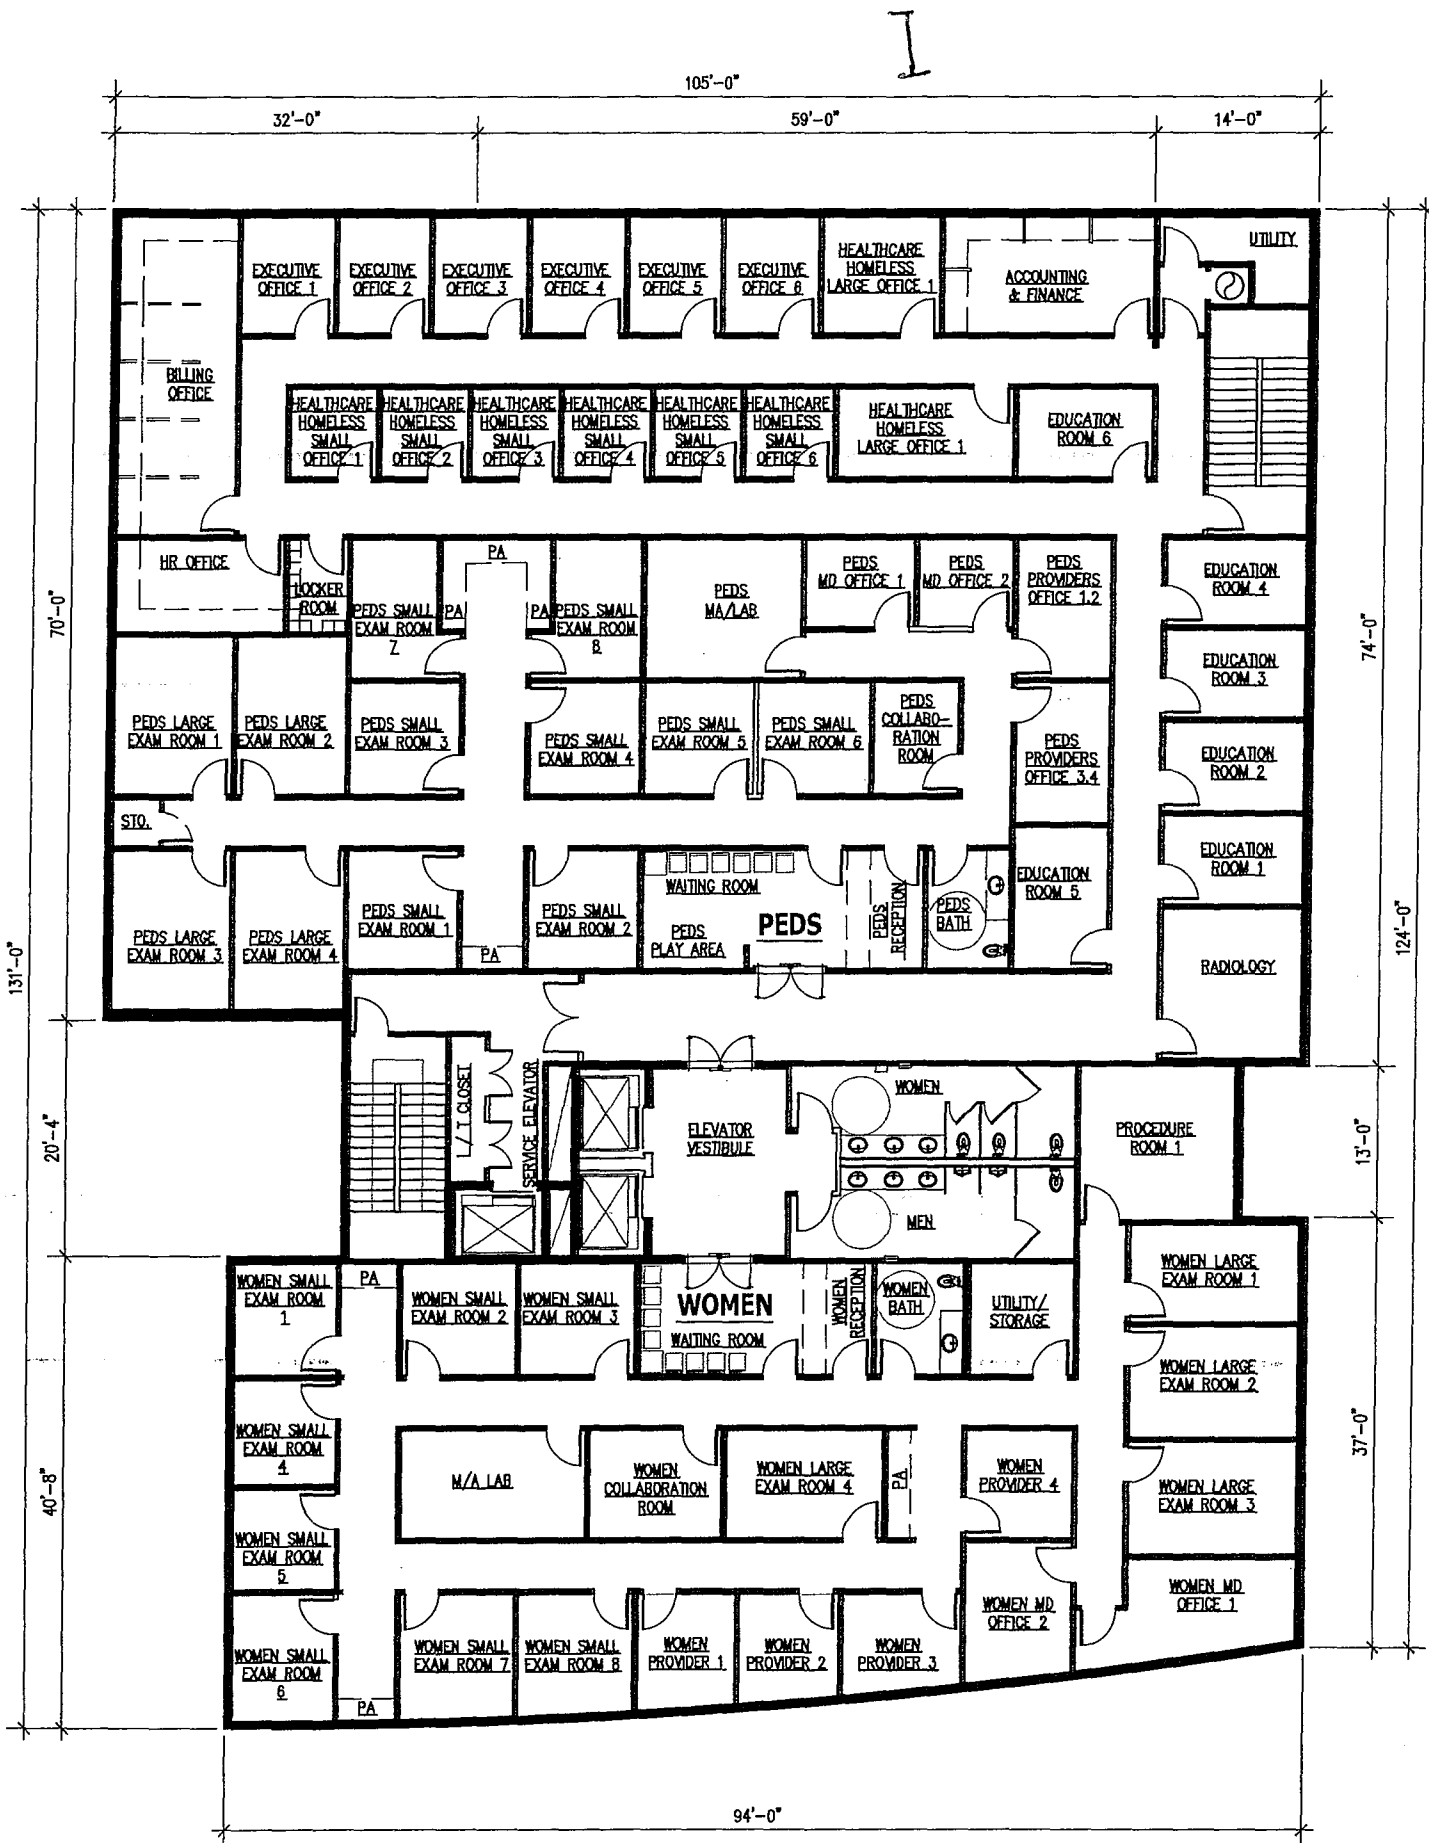 I
105'-0"
32'-0"
59'-0"
14'-0"
UTILITY
EXECUTIVE
OFFICE 1
EXECUTIVE
OFFICE 2
EXECUTIVE
OFFICE 3
EXECUTIVE
OFFICE 4
EXECUTIVE
OFFICE 5
EXECUTIVE
OFFICE 6
HEALTHCARE
HOMELESS
LARGE OFFICE 1
ACCOUNTING
& FINANCE
BILLING
OFFICE
HEALTHCARE
HOMELESS
SMALL
OFFICE 1
HEALTHCARE
HOMELESS
SMALL
OFFICE 2
HEALTHCARE
HOMELESS
SMALL
OFFICE 3
HEALTHCARE
HOMELESS
SMALL
OFFICE 4
HEALTHCARE
HOMELESS
SMALL
OFFICE 5
HEALTHCARE
HOMELESS
SMALL
OFFICE 6
HEALTHCARE
HOMELESS
LARGE OFFICE 1
EDUCATION
ROOM 6
HR OFFICE
LOCKER
ROOM
PEDS SMALL
EXAM ROOM
7
PA
PA
PA
PEDS SMALL
EXAM ROOM
8
PEDS
MA/LAB
PEDS
MD OFFICE 1
PEDS
MD OFFICE 2
PEDS
PROVIDERS
OFFICE 1.2
EDUCATION
ROOM 4
70'-0"
74'-0"
EDUCATION
ROOM 3
PEDS LARGE
EXAM ROOM 1
PEDS LARGE
EXAM ROOM 2
PEDS SMALL
EXAM ROOM 3
PEDS SMALL
EXAM ROOM 4
PEDS SMALL
EXAM ROOM 5
PEDS SMALL
EXAM ROOM 6
PEDS
COLLABO-
RATION
ROOM
PEDS
PROVIDERS
OFFICE 3.4
EDUCATION
ROOM 2
STO.
EDUCATION
ROOM 1
WAITING ROOM
PEDS
PLAY AREA
PEDS
PEDS
RECEPTION
PEDS
BATH
EDUCATION
ROOM 5
PEDS LARGE
EXAM ROOM 3
PEDS LARGE
EXAM ROOM 4
PEDS SMALL
EXAM ROOM 1
PA
PEDS SMALL
EXAM ROOM 2
RADIOLOGY
131'-0"
124'-0"
L/T CLOSET
SERVICE ELEVATOR
ELEVATOR
VESTIBULE
WOMEN
MEN
PROCEDURE
ROOM 1
20'-4"
13'-0"
WOMEN SMALL
EXAM ROOM
1
PA
WOMEN SMALL
EXAM ROOM 2
WOMEN SMALL
EXAM ROOM 3
WOMEN
WAITING ROOM
WOMEN
RECEPTION
WOMEN
BATH
UTILITY/
STORAGE
WOMEN LARGE
EXAM ROOM 1
WOMEN LARGE
EXAM ROOM 2
WOMEN SMALL
EXAM ROOM
4
M/A LAB
WOMEN
COLLABORATION
ROOM
WOMEN LARGE
EXAM ROOM 4
PA
WOMEN
PROVIDER 4
WOMEN LARGE
EXAM ROOM 3
40'-8"
37'-0"
WOMEN SMALL
EXAM ROOM
5
WOMEN MD
OFFICE 2
WOMEN MD
OFFICE 1
WOMEN SMALL
EXAM ROOM
6
PA
WOMEN SMALL
EXAM ROOM 7
WOMEN SMALL
EXAM ROOM 8
WOMEN
PROVIDER 1
WOMEN
PROVIDER 2
WOMEN
PROVIDER 3
94'-0"